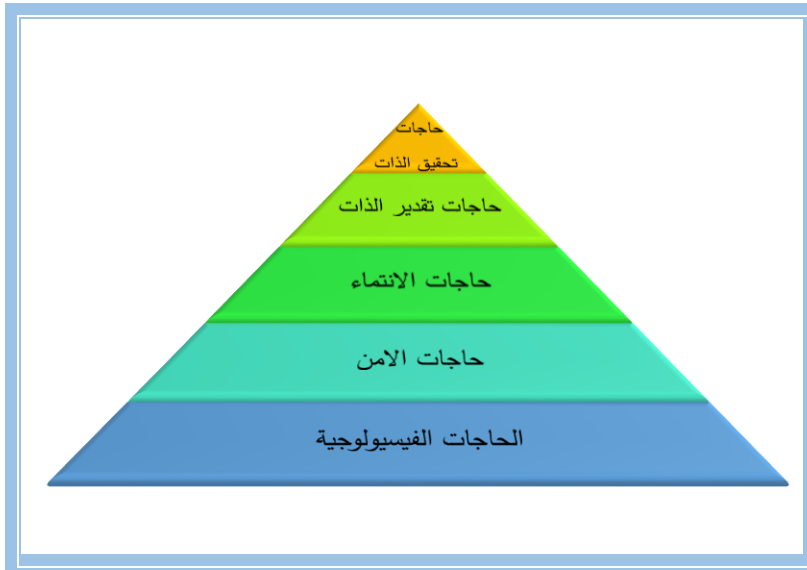 حاجات
تحقيق الذات
حاجات تقدير الذات
حاجات الانتماء
حاجات الامن
الحاجات الفيسيولوجية